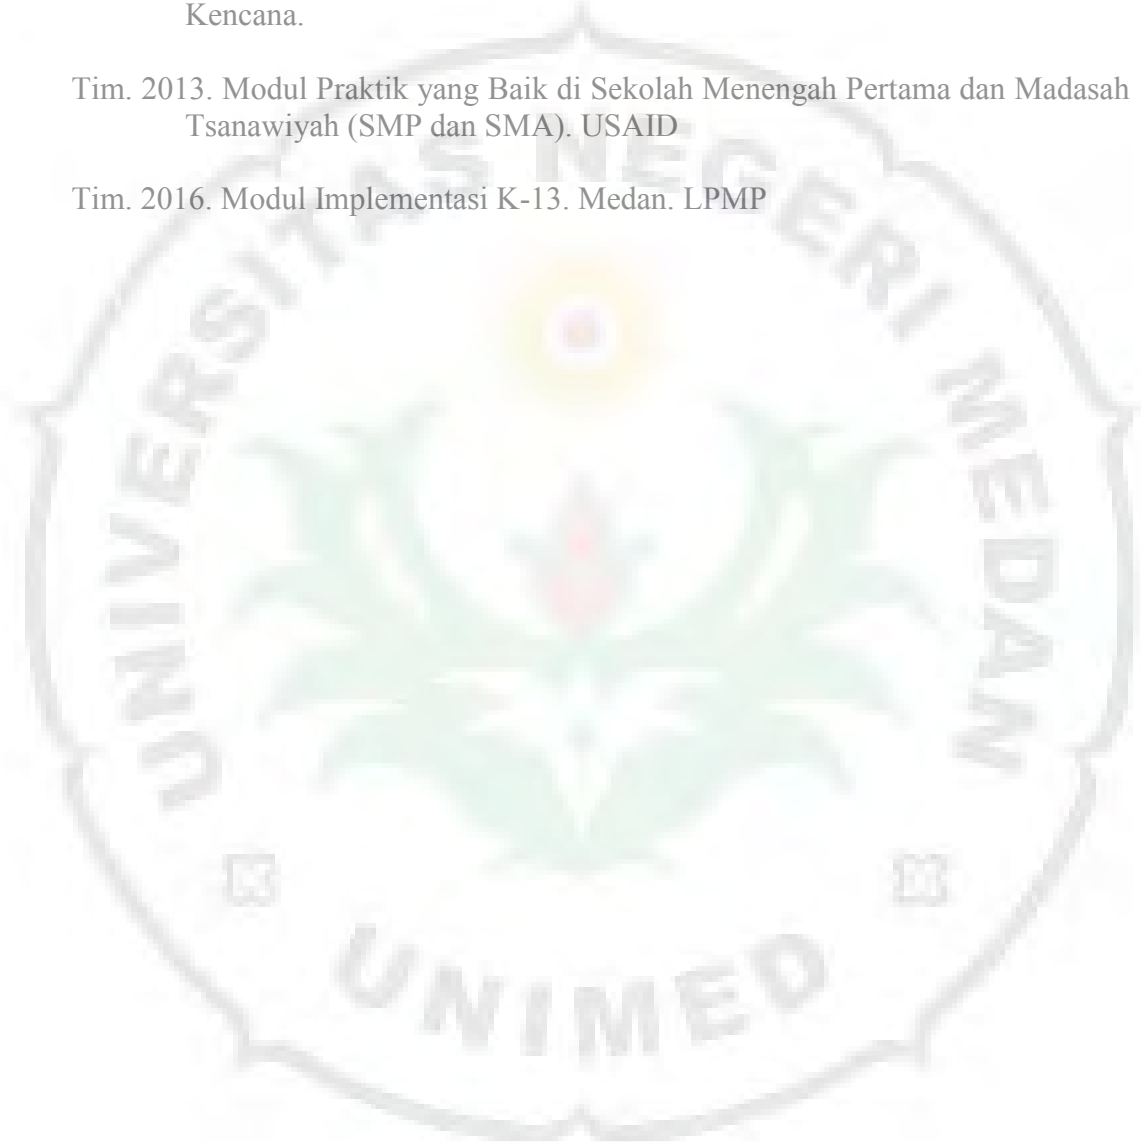 Kencana.
Tim. 2013. Modul Praktik yang Baik di Sekolah Menengah Pertama dan Madasah
Tsanawiyah (SMP dan SMA). USAID
Tim. 2016. Modul Implementasi K-13. Medan. LPMP
UNIVERSITAS NEGERI MEDAN
UNIMED